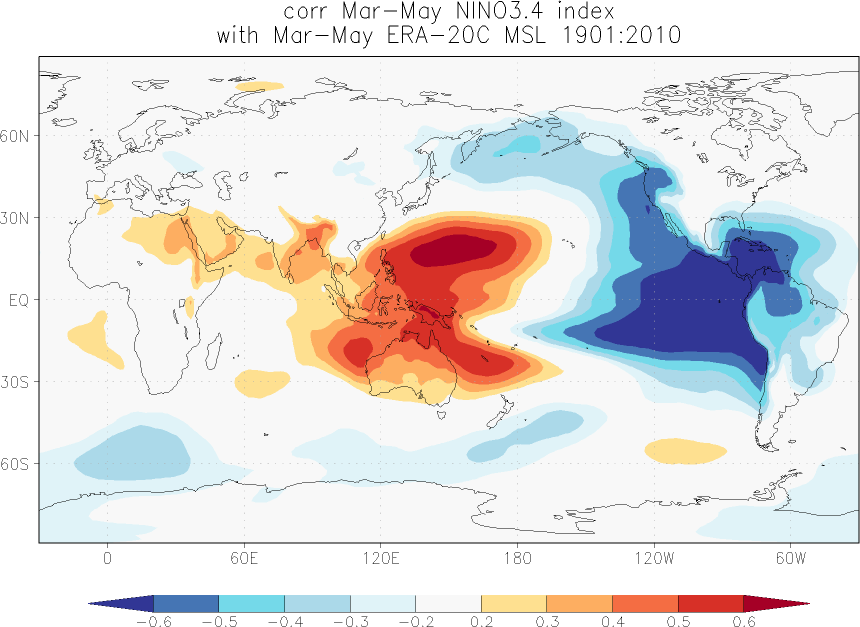 corr Mar-May NINO3.4 index
with Mar-May ERA-20C MSL 1901:2010
60N
30N
EQ
30S
60S
0 60E 120E 180 120W 60W
-0.6 -0.5 -0.4 -0.3 -0.2 0.2 0.3 0.4 0.5 0.6